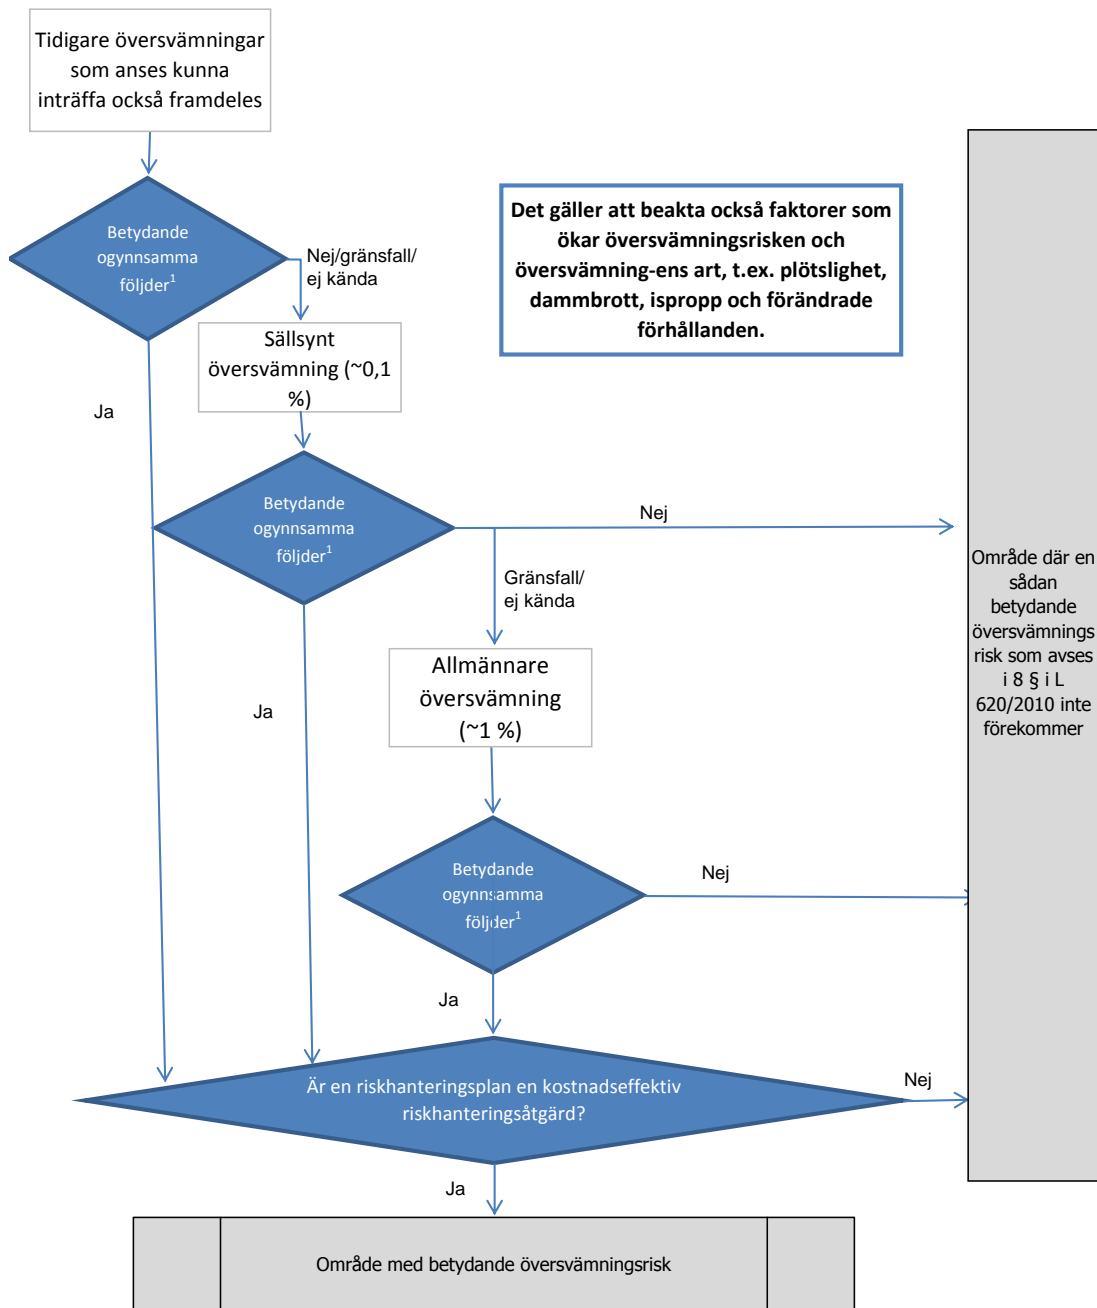 Tidigare översvämningar
som anses kunna
inträffa också framdeles
Betydande
ogynnsamma
följder1
Nej/gränsfall/
ej kända
Det gäller att beakta också faktorer som
ökar översvämningsrisken och
översvämning-ens art, t.ex. plötslighet,
dammbrott, ispropp och förändrade
förhållanden.
Sällsynt
översvämning (~0,1
%)
Ja
Betydande
ogynnsamma
följder1
Nej
Gränsfall/
ej kända
Område där en
sådan
betydande
översvämnings
risk som avses
i 8 § i L
620/2010 inte
förekommer
Allmännare
översvämning
(~1 %)
Ja
Betydande
ogynnsamma
följder1
Nej
Ja
Är en riskhanteringsplan en kostnadseffektiv
riskhanteringsåtgärd?
Nej
Ja
Område med betydande översvämningsrisk